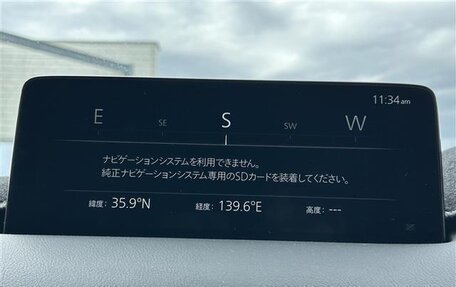 11:34am
E SE S SW W
ナビゲーションシステムを利用できません。
純正ナビゲーションシステム専用のSDカードを装着してください。
緯度: 35.9°N 経度: 139.6°E 高度: ---